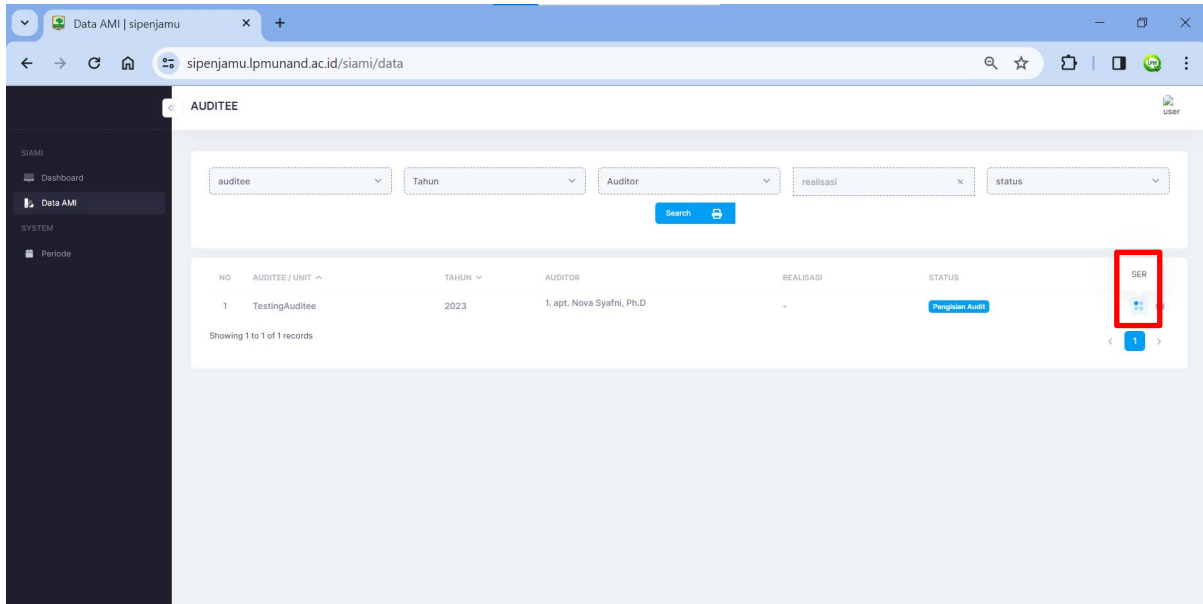 Data AMI | sipenjamu
sipenjamu.lpmunand.ac.id/siami/data
LPM
AUDITEE
user
SIAMI
Dashboard
Data AMI
SYSTEM
Periode
auditee Tahun Auditor realisasi status
Search
NO AUDITEE / UNIT TAHUN AUDITOR REALISASI STATUS SER
1 TestingAuditee 2023 1. apt. Nova Syafni, Ph.D - Pengisian Audit
Showing 1 to 1 of 1 records
< 1 >